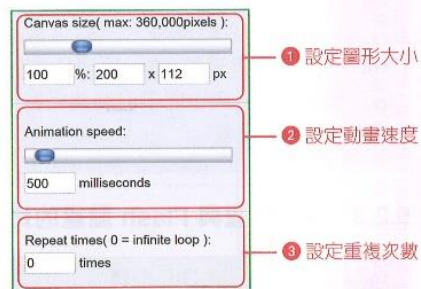 Canvas size( max: 360,000pixels ):
100 %: 200 x 112 px
❶ 設定圖形大小
Animation speed:
500 milliseconds
❷ 設定動畫速度
Repeat times( 0 = infinite loop ):
0 times
❸ 設定重複次數